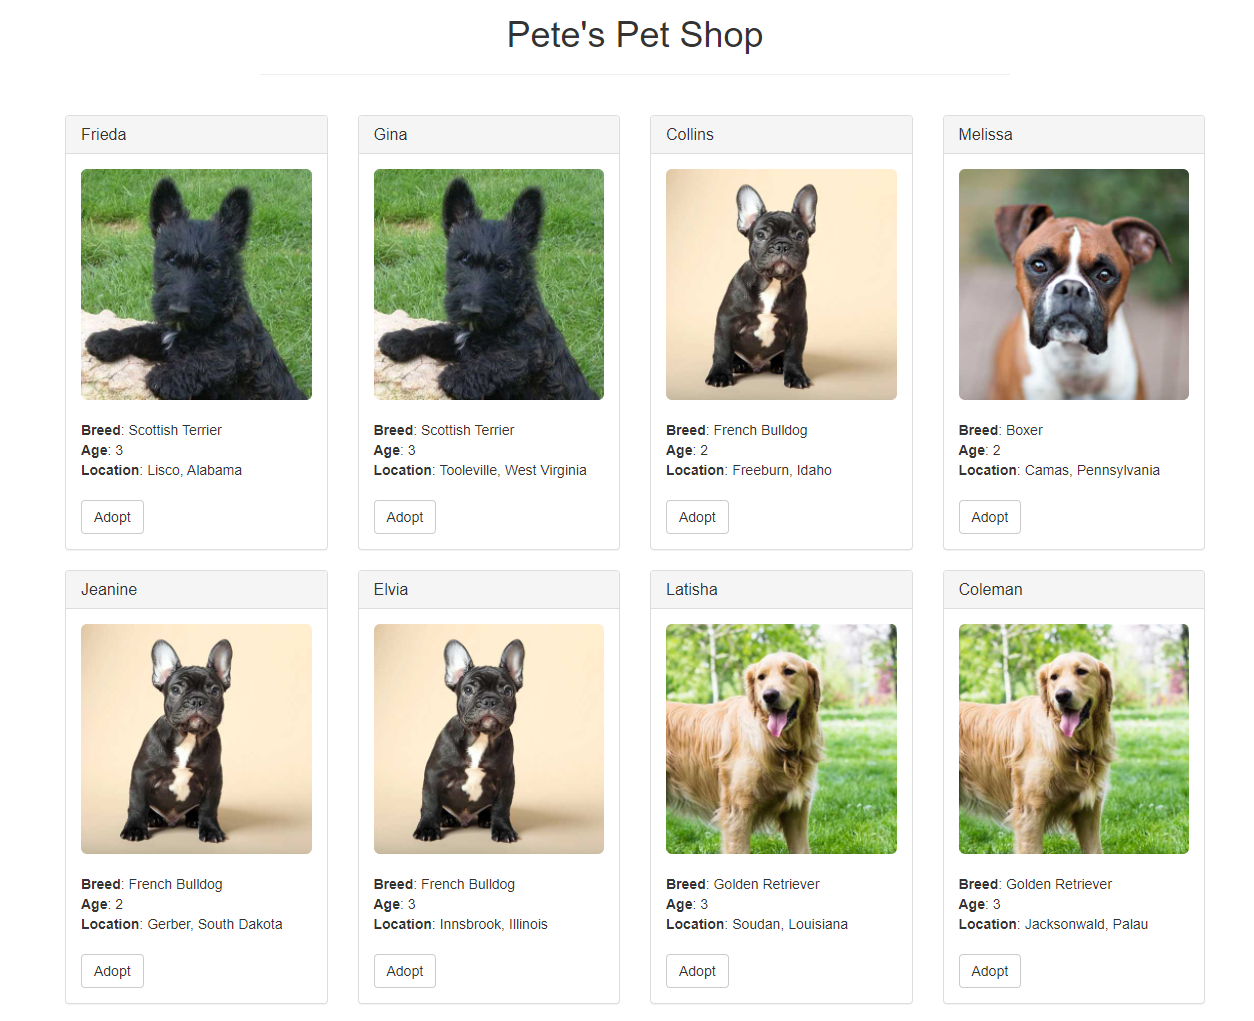 Pete's Pet Shop
Frieda
Breed: Scottish Terrier
Age: 3
Location: Lisco, Alabama
Adopt
Gina
Breed: Scottish Terrier
Age: 3
Location: Tooleville, West Virginia
Adopt
Collins
Breed: French Bulldog
Age: 2
Location: Freeburn, Idaho
Adopt
Melissa
Breed: Boxer
Age: 2
Location: Camas, Pennsylvania
Adopt
Jeanine
Breed: French Bulldog
Age: 2
Location: Gerber, South Dakota
Adopt
Elvia
Breed: French Bulldog
Age: 3
Location: Innsbrook, Illinois
Adopt
Latisha
Breed: Golden Retriever
Age: 3
Location: Soudan, Louisiana
Adopt
Coleman
Breed: Golden Retriever
Age: 3
Location: Jacksonwald, Palau
Adopt